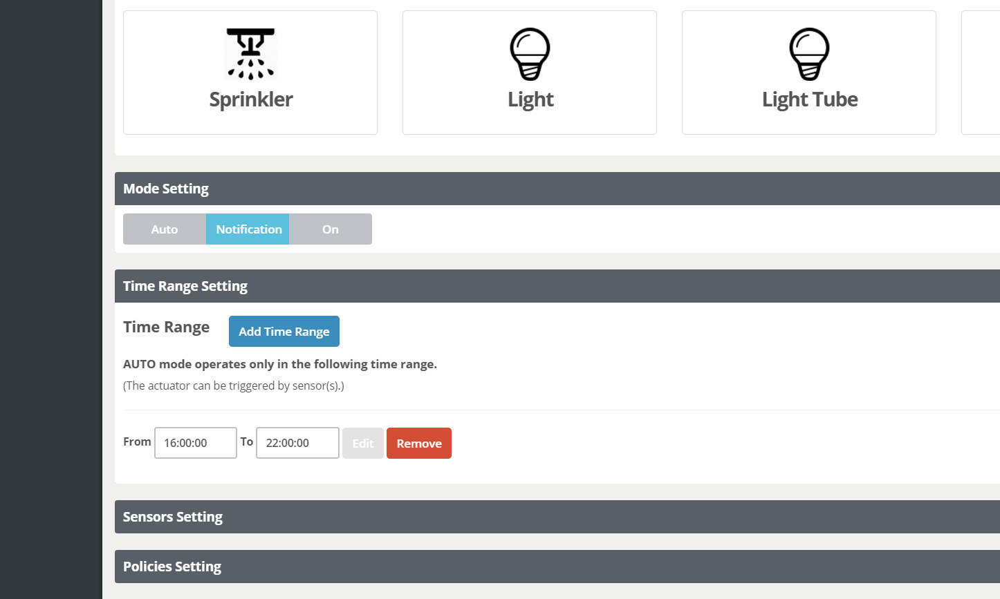 Sprinkler
Light
Light Tube
Mode Setting
Auto
Notification
On
Time Range Setting
Time Range
Add Time Range
AUTO mode operates only in the following time range.
(The actuator can be triggered by sensor(s).)
From 16:00:00 To 22:00:00 Edit Remove
Sensors Setting
Policies Setting